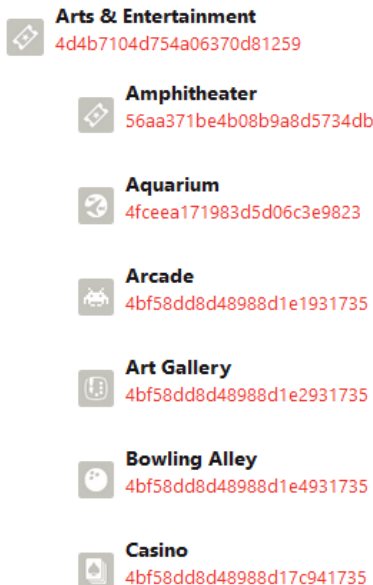 Arts & Entertainment
4d4b7104d754a06370d81259
Amphitheater
56aa371be4b08b9a8d5734db
Aquarium
4fceea171983d5d06c3e9823
Arcade
4bf58dd8d48988d1e1931735
Art Gallery
4bf58dd8d48988d1e2931735
Bowling Alley
4bf58dd8d48988d1e4931735
Casino
4bf58dd8d48988d17c941735